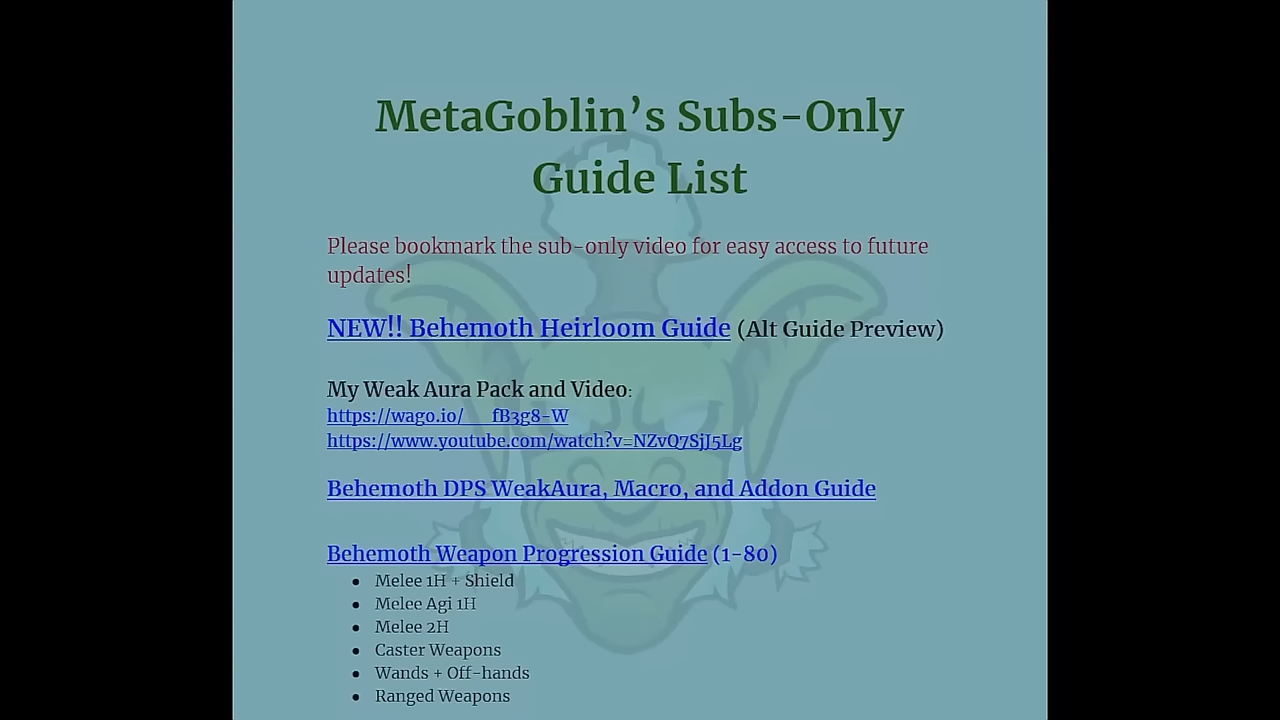 MetaGoblin’s Subs-Only
Guide List
Please bookmark the sub-only video for easy access to future
updates!
NEW!! Behemoth Heirloom Guide (Alt Guide Preview)
My Weak Aura Pack and Video:
https://wago.io/___fB3g8-W
https://www.youtube.com/watch?v=NZvQ7SjJ5Lg
Behemoth DPS WeakAura, Macro, and Addon Guide
Behemoth Weapon Progression Guide (1-80)
• Melee 1H + Shield
• Melee Agi 1H
• Melee 2H
• Caster Weapons
• Wands + Off-hands
• Ranged Weapons